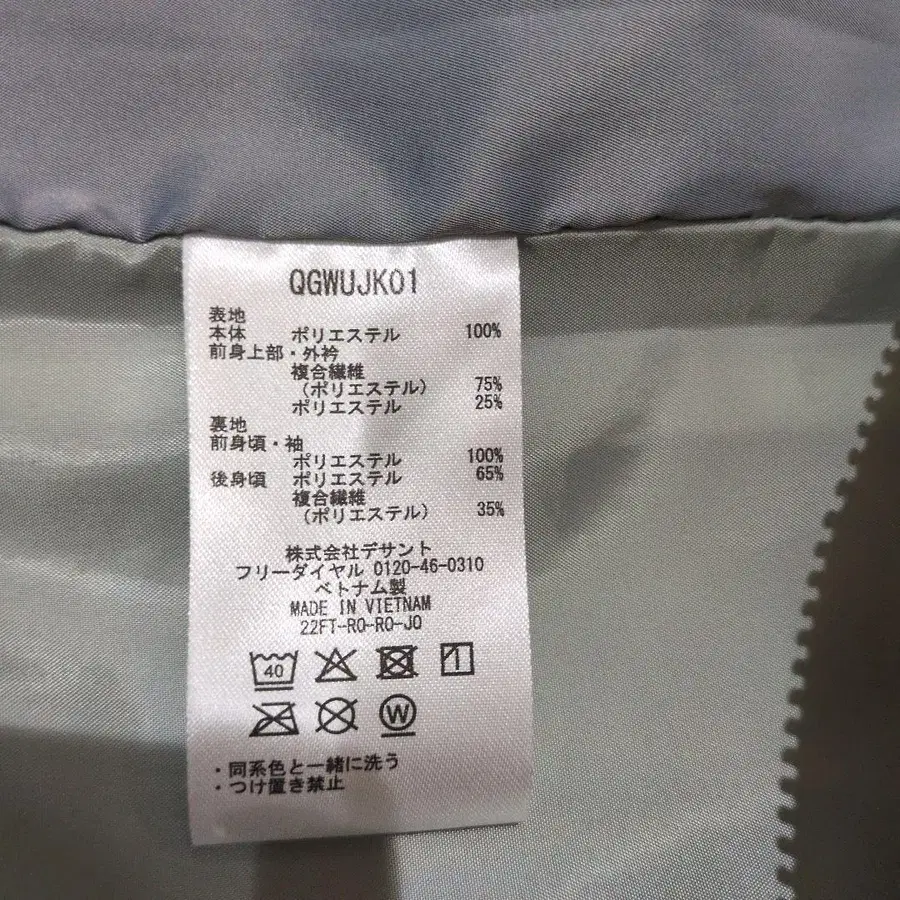 QGWUJK01
表地
本体 ポリエステル 100%
前身上部・外衿
複合繊維
(ポリエステル) 75%
ポリエステル 25%
裏地
前身頃・袖
ポリエステル 100%
後身頃 ポリエステル 65%
複合繊維
(ポリエステル) 35%
株式会社デサント
フリーダイヤル 0120-46-0310
ベトナム製
MADE IN VIETNAM
22FT-RO-RO-JO
40
W
・同系色と一緒に洗う
・つけ置き禁止